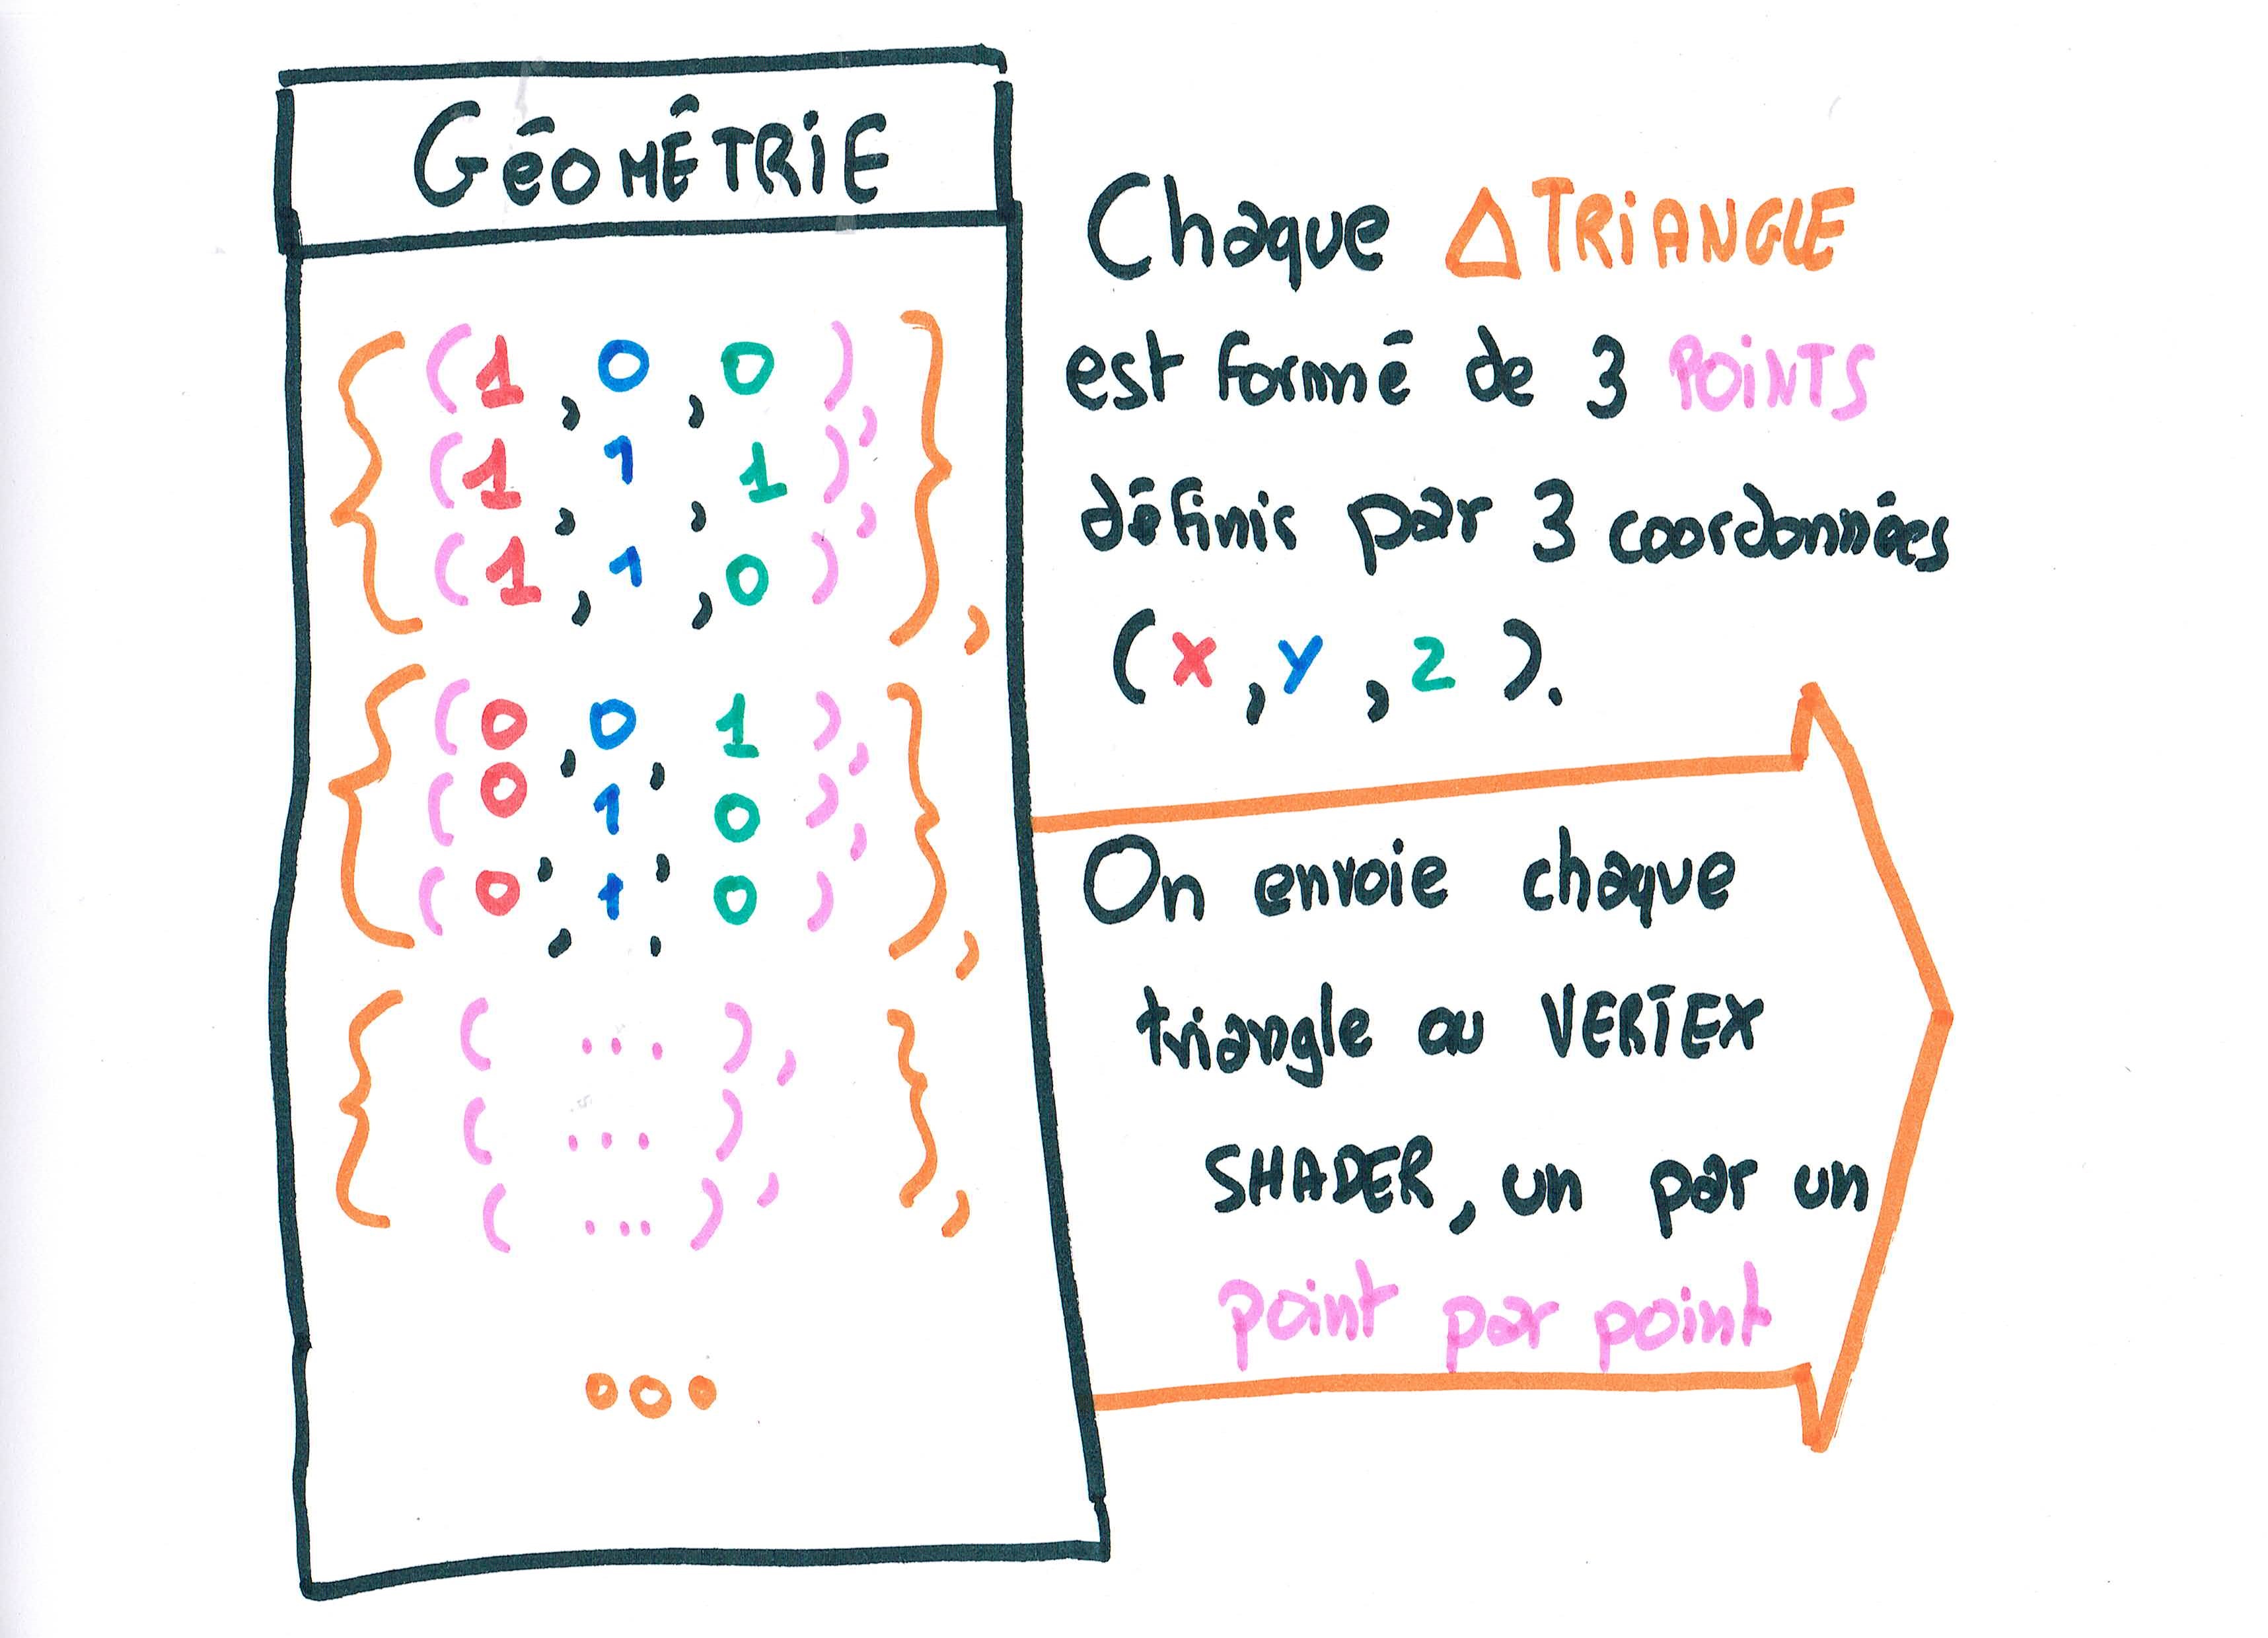 GÉOMÉTRIE
{ (1, 0, 0),
(1, 1, 1),
(1, 1, 0) },
{ (0, 0, 1),
(0, 1, 0),
(0, 1, 0) },
{ ( ... ),
( ... ),
( ... ) },
ooo
Chaque △ TRIANGLE
est formé de 3 POINTS
définis par 3 coordonnées
(x, y, z).
On envoie chaque
triangle au VERTEX
SHADER, un par un
point par point